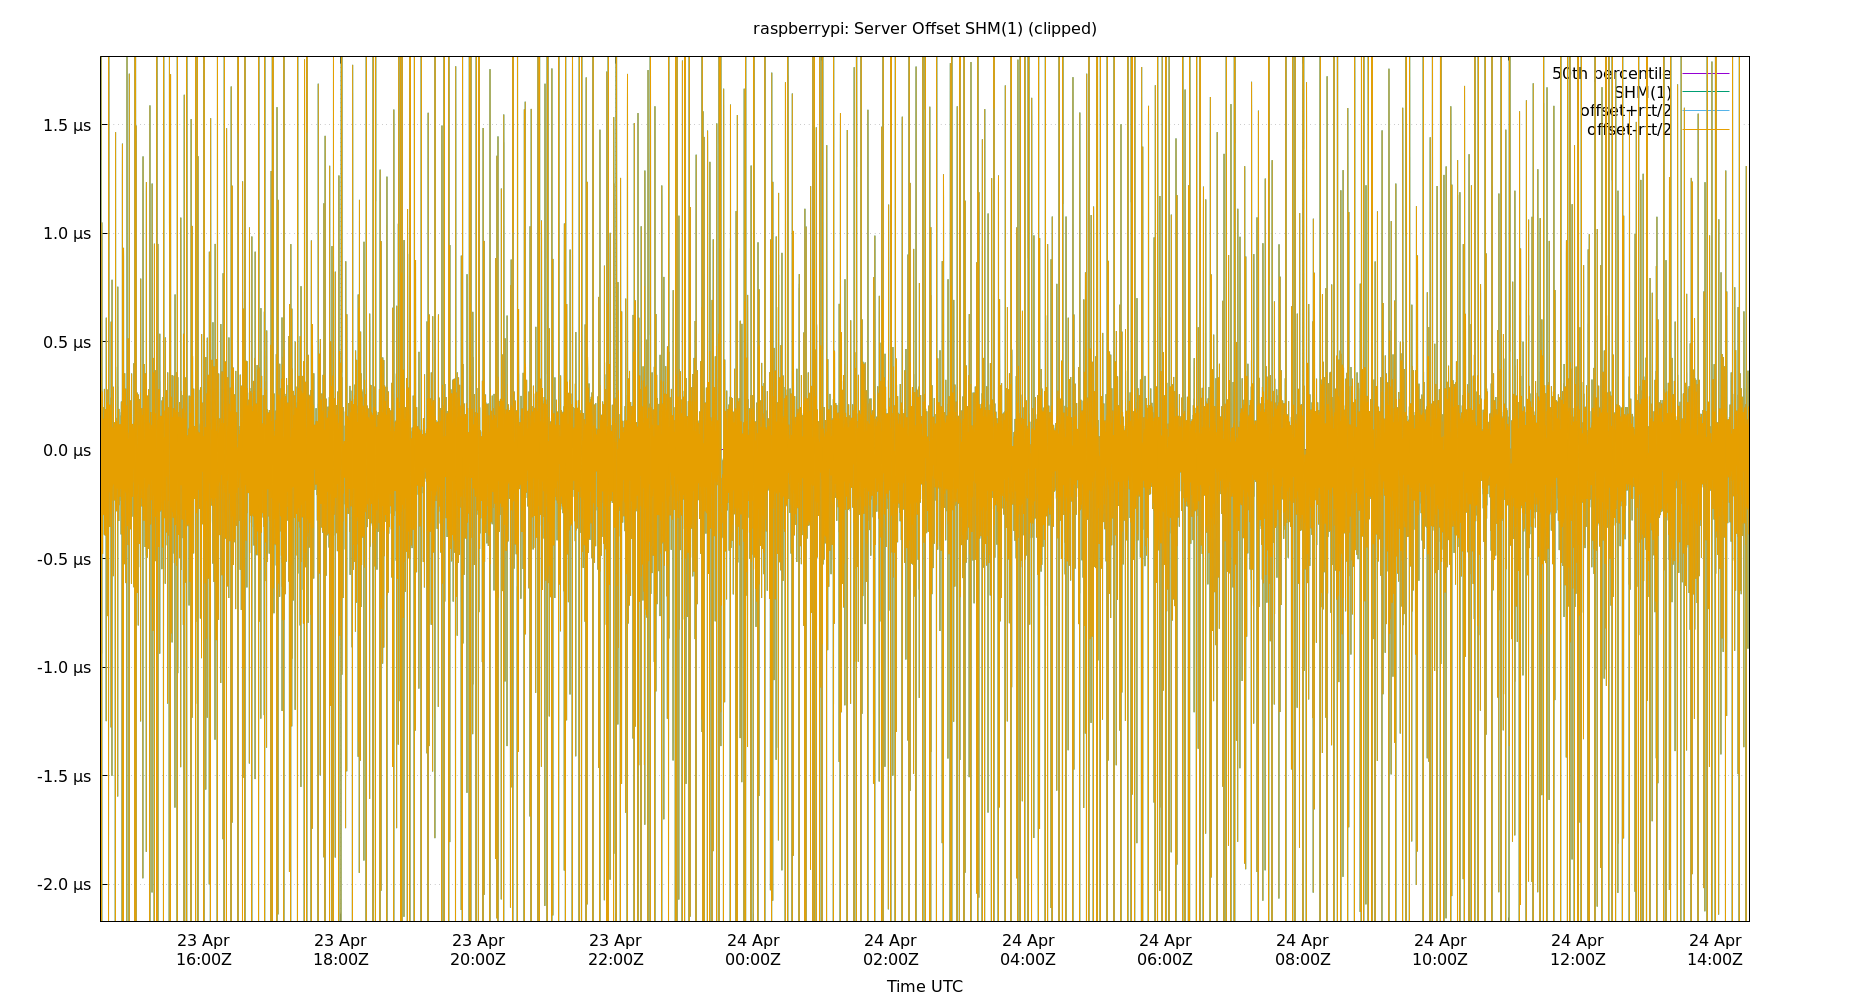 raspberrypi: Server Offset SHM(1) (clipped)
50th percentile
SHM(1)
offset+rtt/2
offset-rtt/2
1.5 µs
1.0 µs
0.5 µs
0.0 µs
-0.5 µs
-1.0 µs
-1.5 µs
-2.0 µs
23 Apr 23 Apr 23 Apr 23 Apr 24 Apr 24 Apr 24 Apr 24 Apr 24 Apr 24 Apr 24 Apr 24 Apr
16:00Z 18:00Z 20:00Z 22:00Z 00:00Z 02:00Z 04:00Z 06:00Z 08:00Z 10:00Z 12:00Z 14:00Z
Time UTC